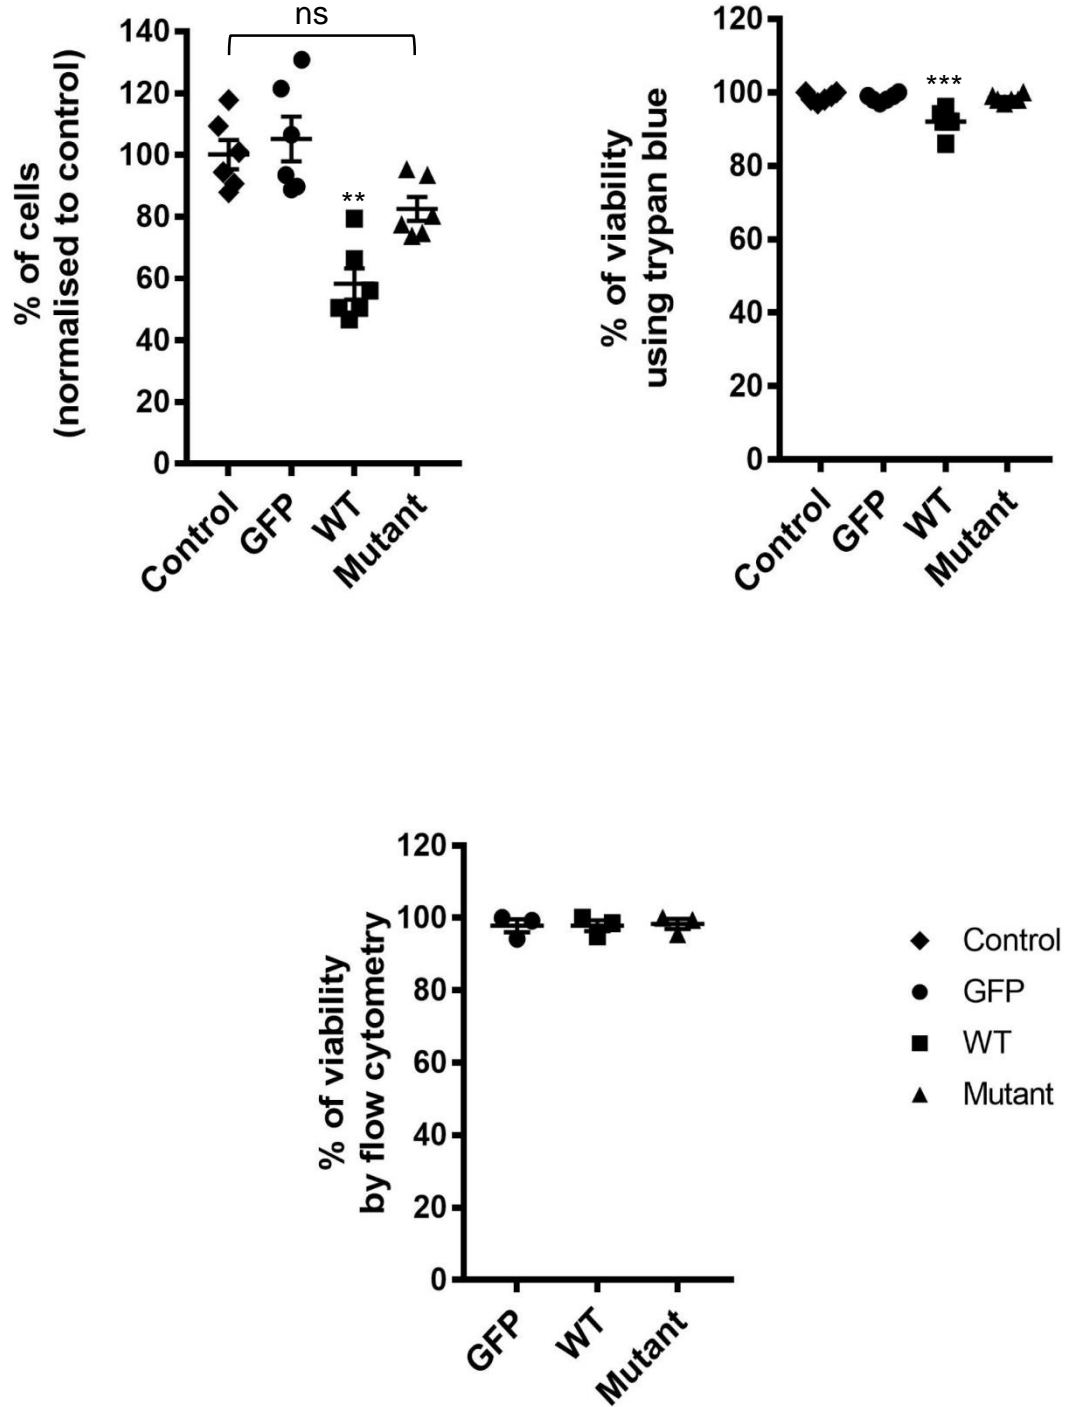 ns
% of cells
(normalised to control)
140
120
100
80
60
40
20
0
**
Control
GFP
WT
Mutant
% of viability
using trypan blue
120
100
80
60
40
20
0
***
Control
GFP
WT
Mutant
% of viability
by flow cytometry
120
100
80
60
40
20
0
GFP
WT
Mutant
Control
GFP
WT
Mutant